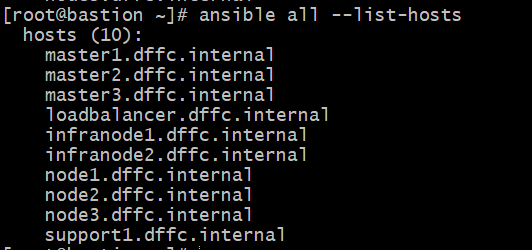 [root@bastion ~]# ansible all --list-hosts
hosts (10):
master1.dffc.internal
master2.dffc.internal
master3.dffc.internal
loadbalancer.dffc.internal
infranode1.dffc.internal
infranode2.dffc.internal
node1.dffc.internal
node2.dffc.internal
node3.dffc.internal
support1.dffc.internal